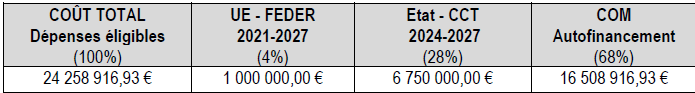 COÛT TOTAL UE - FEDER Etat - CCT COM
Dépenses éligibles 2021-2027 2024-2027 Autofinancement
(100%) (4%) (28%) (68%)
24 258 916,93 € 1 000 000,00 € 6 750 000,00 € 16 508 916,93 €